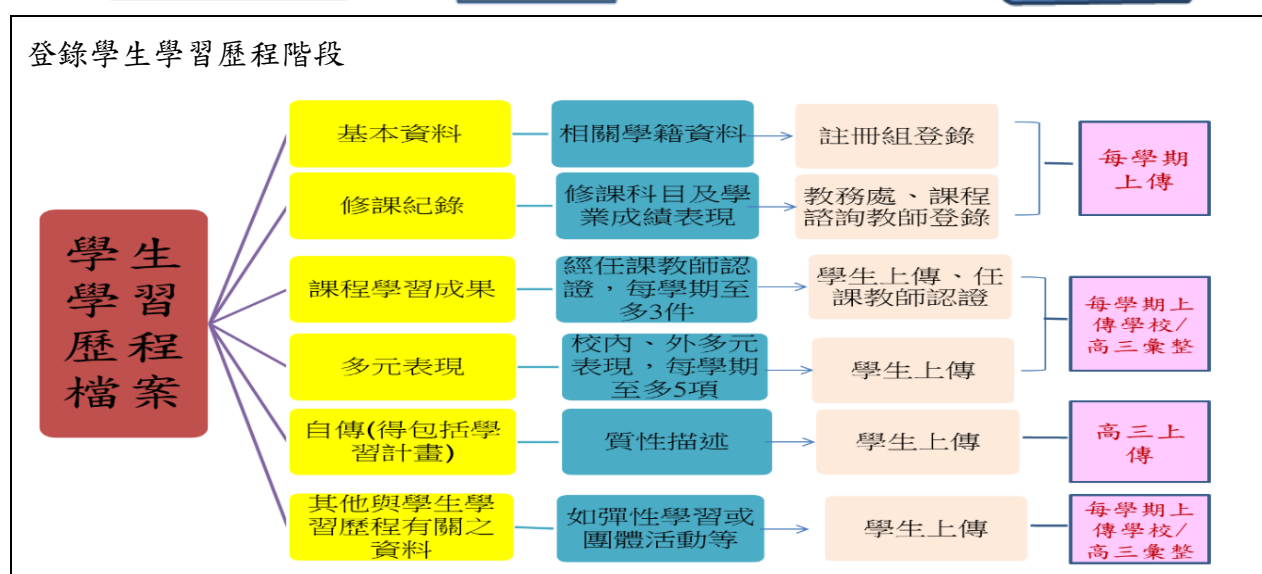 登錄學生學習歷程階段
學生
學習
歷程
檔案
基本資料
相關學籍資料
註冊組登錄
每學期
上傳
修課紀錄
修課科目及學
業成績表現
教務處、課程
諮詢教師登錄
課程學習成果
經任課教師認
證，每學期至
多3件
學生上傳、任
課教師認證
每學期上
傳學校/
高三彙整
多元表現
校內、外多元
表現，每學期
至多5項
學生上傳
自傳(得包括學
習計畫)
質性描述
學生上傳
高三上
傳
其他與學生學
習歷程有關之
資料
如彈性學習或
團體活動等
學生上傳
每學期上
傳學校/
高三彙整